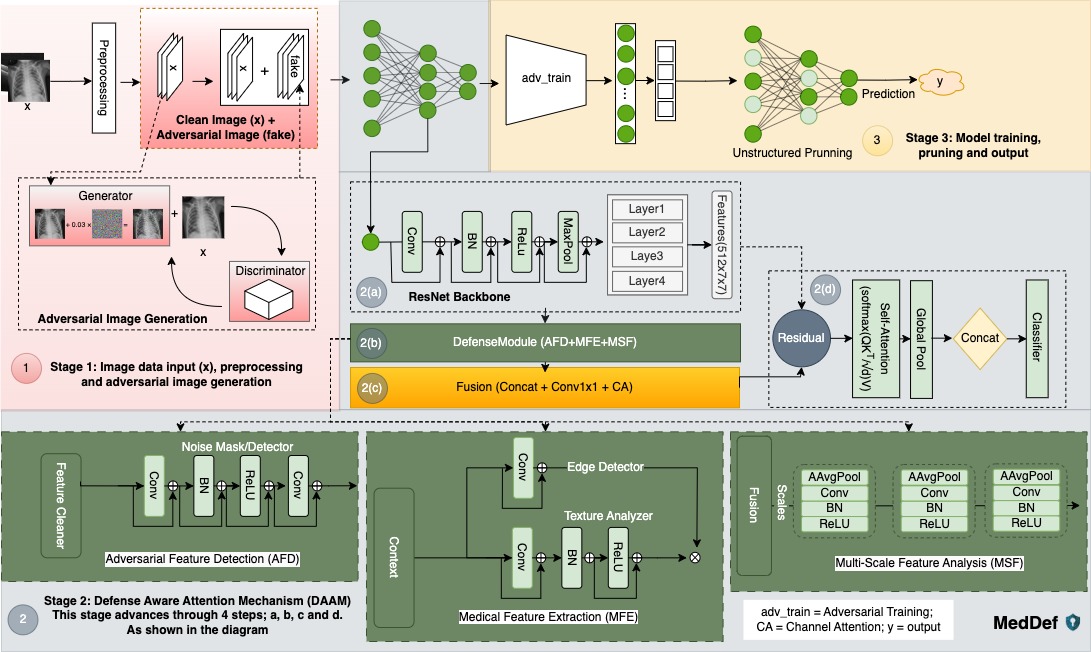 x
Preprocessing
x
x
+
fake
Clean Image (x) +
Adversarial Image (fake)
Generator
+ 0.03 ×
=
+
x
Discriminator
Adversarial Image Generation
1
Stage 1: Image data input (x), preprocessing
and adversarial image generation
adv_train
...
Unstructured Prunning
Prediction
y
3
Stage 3: Model training,
pruning and output
Conv
BN
ReLu
MaxPool
Layer1
Layer2
Laye3
Layer4
Features(512x7x7)
2(a)
ResNet Backbone
2(b)
DefenseModule (AFD+MFE+MSF)
2(c)
Fusion (Concat + Conv1x1 + CA)
2(d)
Residual
Self-Attention
(softmax(QKᵀ/√d)V)
Global Pool
Concat
Classifier
Noise Mask/Detector
Feature Cleaner
Conv
BN
ReLU
Conv
Adversarial Feature Detection (AFD)
Context
Conv
Edge Detector
Texture Analyzer
Conv
BN
ReLU
Medical Feature Extraction (MFE)
Fusion
Scales
AAvgPool
Conv
BN
ReLU
AAvgPool
Conv
BN
ReLU
AAvgPool
Conv
BN
ReLU
Multi-Scale Feature Analysis (MSF)
2
Stage 2: Defense Aware Attention Mechanism (DAAM)
This stage advances through 4 steps; a, b, c and d.
As shown in the diagram
adv_train = Adversarial Training;
CA = Channel Attention; y = output
MedDef